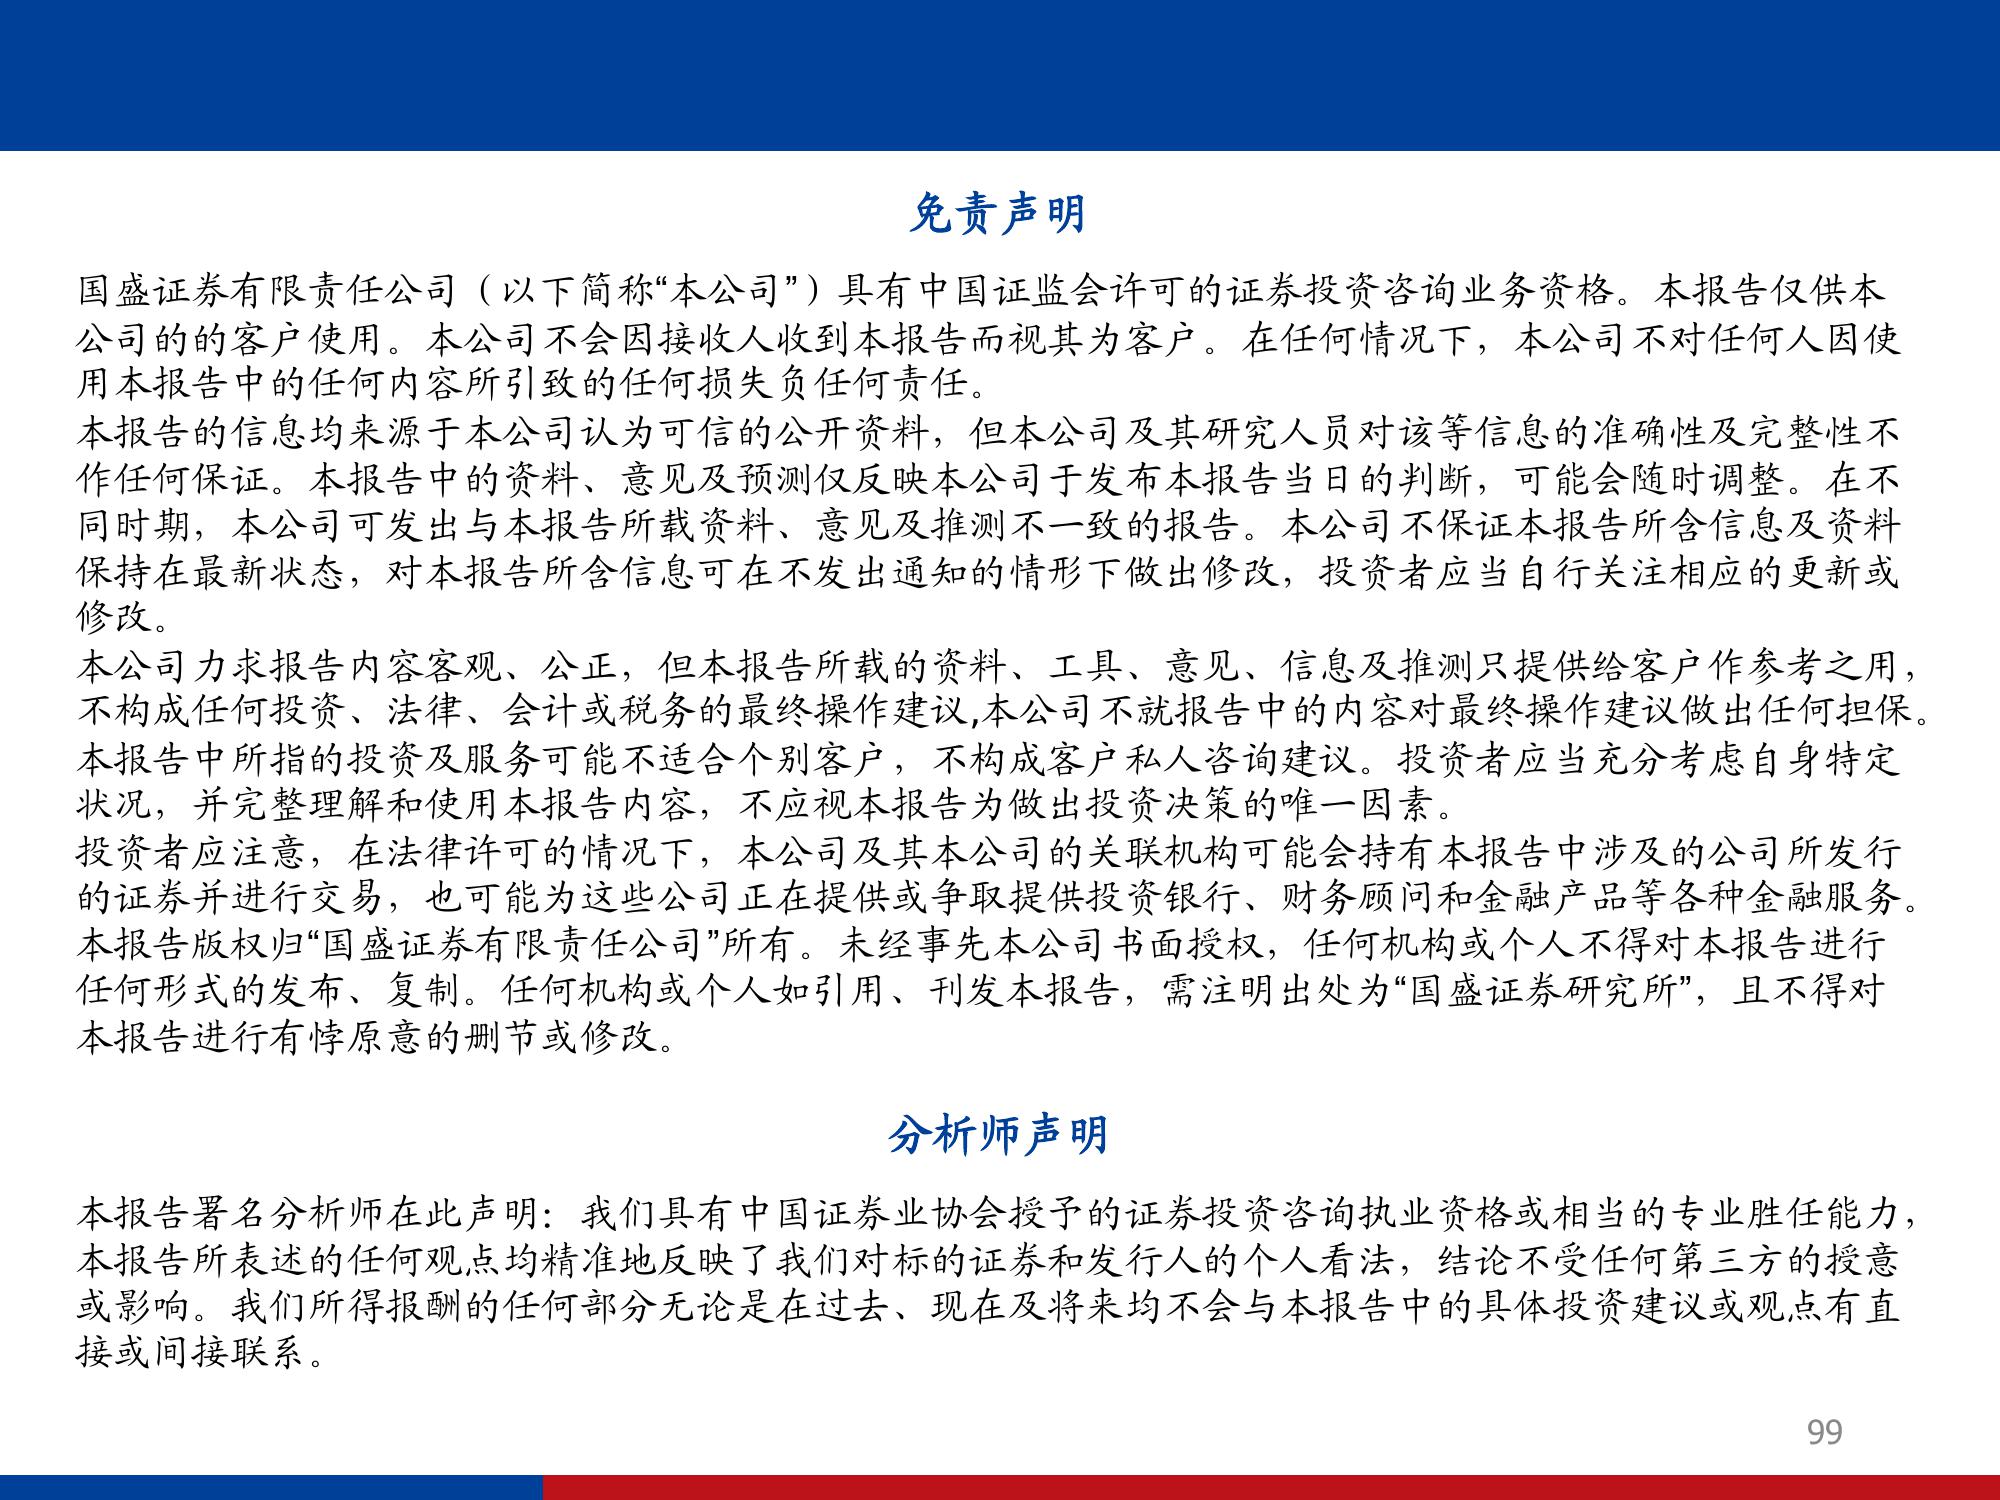 免责声明
国盛证券有限责任公司（以下简称“本公司”）具有中国证监会许可的证券投资咨询业务资格。本报告仅供本
公司的的客户使用。本公司不会因接收人收到本报告而视其为客户。在任何情况下，本公司不对任何人因使
用本报告中的任何内容所引致的任何损失负任何责任。
本报告的信息均来源于本公司认为可信的公开资料，但本公司及其研究人员对该等信息的准确性及完整性不
作任何保证。本报告中的资料、意见及预测仅反映本公司于发布本报告当日的判断，可能会随时调整。在不
同时期，本公司可发出与本报告所载资料、意见及推测不一致的报告。本公司不保证本报告所含信息及资料
保持在最新状态，对本报告所含信息可在不发出通知的情形下做出修改，投资者应当自行关注相应的更新或
修改。
本公司力求报告内容客观、公正，但本报告所载的资料、工具、意见、信息及推测只提供给客户作参考之用，
不构成任何投资、法律、会计或税务的最终操作建议,本公司不就报告中的内容对最终操作建议做出任何担保。
本报告中所指的投资及服务可能不适合个别客户，不构成客户私人咨询建议。投资者应当充分考虑自身特定
状况，并完整理解和使用本报告内容，不应视本报告为做出投资决策的唯一因素。
投资者应注意，在法律许可的情况下，本公司及其本公司的关联机构可能会持有本报告中涉及的公司所发行
的证券并进行交易，也可能为这些公司正在提供或争取提供投资银行、财务顾问和金融产品等各种金融服务。
本报告版权归“国盛证券有限责任公司”所有。未经事先本公司书面授权，任何机构或个人不得对本报告进行
任何形式的发布、复制。任何机构或个人如引用、刊发本报告，需注明出处为“国盛证券研究所”，且不得对
本报告进行有悖原意的删节或修改。
分析师声明
本报告署名分析师在此声明：我们具有中国证券业协会授予的证券投资咨询执业资格或相当的专业胜任能力，
本报告所表述的任何观点均精准地反映了我们对标的证券和发行人的个人看法，结论不受任何第三方的授意
或影响。我们所得报酬的任何部分无论是在过去、现在及将来均不会与本报告中的具体投资建议或观点有直
接或间接联系。
99